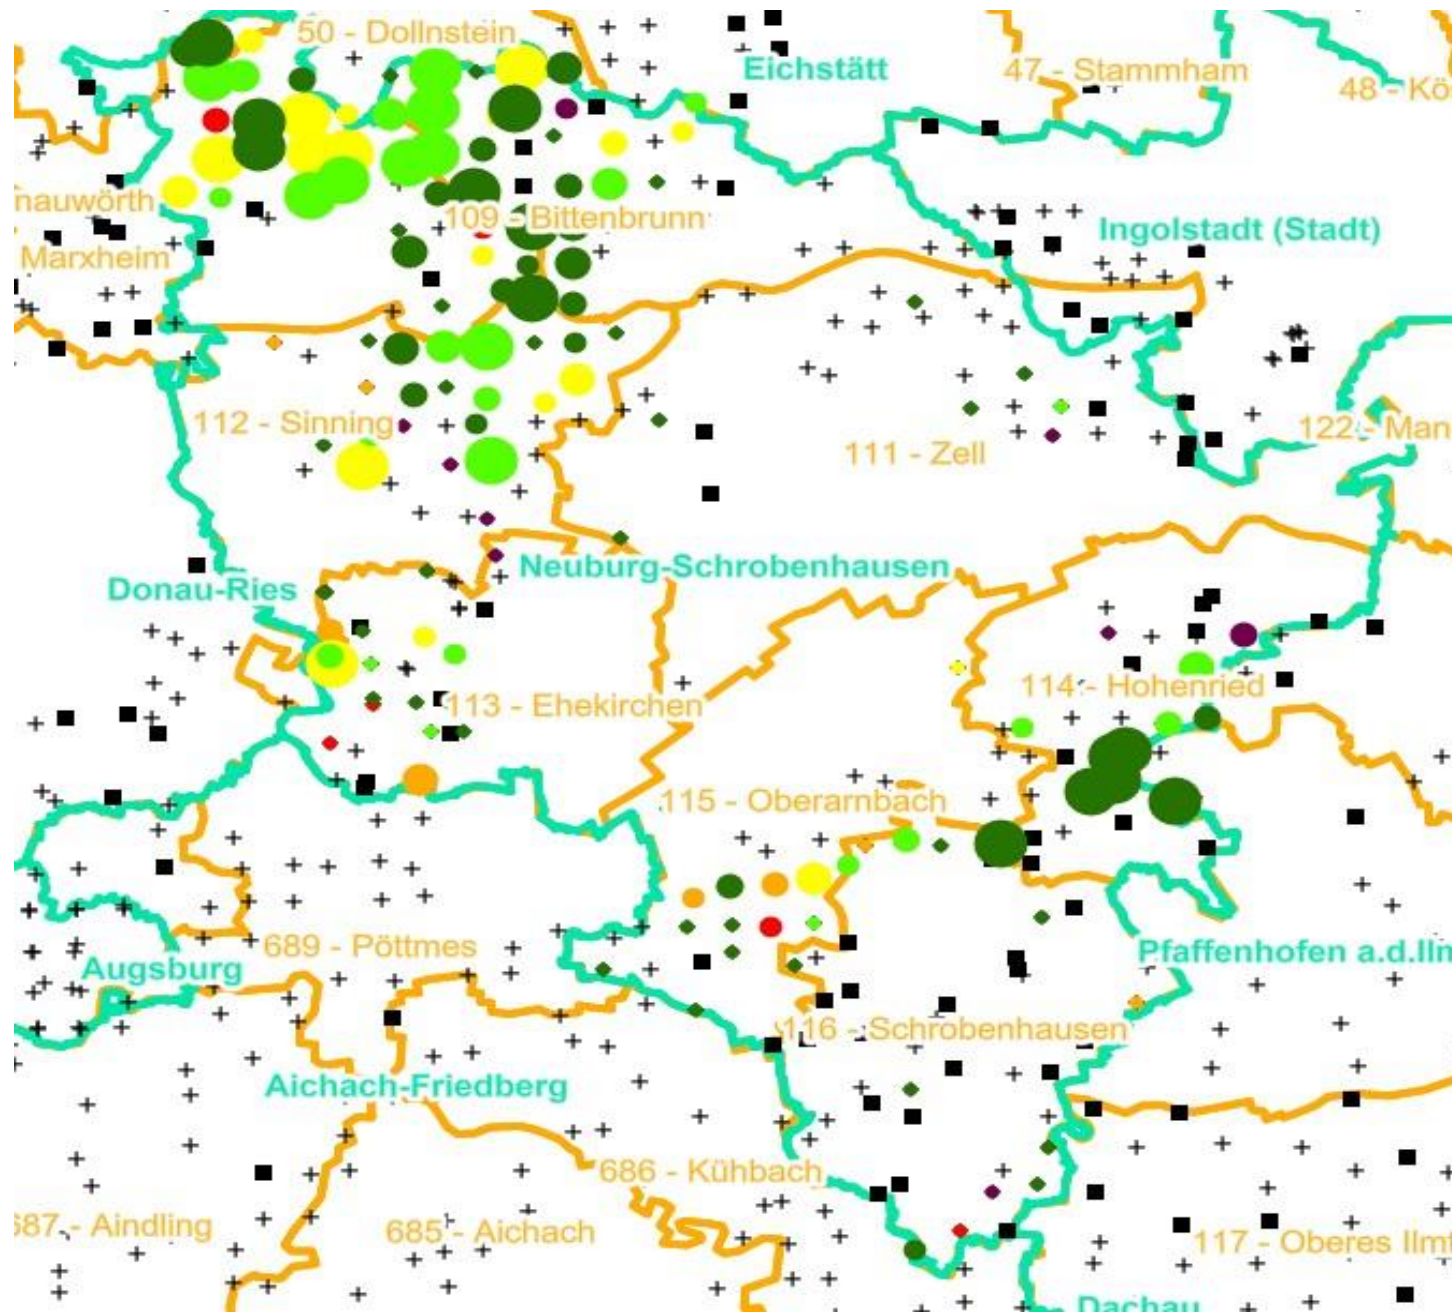 50 - Dollnstein
Eichstätt
47 - Stammham
48 - Kö
nauwörth
109 - Bittenbrunn
Ingolstadt (Stadt)
Marxheim
112 - Sinning
122 - Man
111 - Zell
Neuburg-Schrobenhausen
Donau-Ries
114 - Hohenried
113 - Ehekirchen
115 - Oberarnbach
689 - Pöttmes
Pfaffenhofen a.d.Ilm
Augsburg
116 - Schrobenhausen
Aichach-Friedberg
686 - Kühbach
687 - Aindling
685 - Aichach
117 - Oberes Ilmt
Dachau